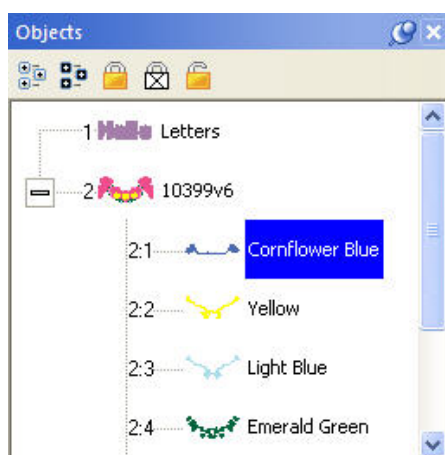 Objects
1 Hello Letters
2 10399v6
2:1 Cornflower Blue
2:2 Yellow
2:3 Light Blue
2:4 Emerald Green